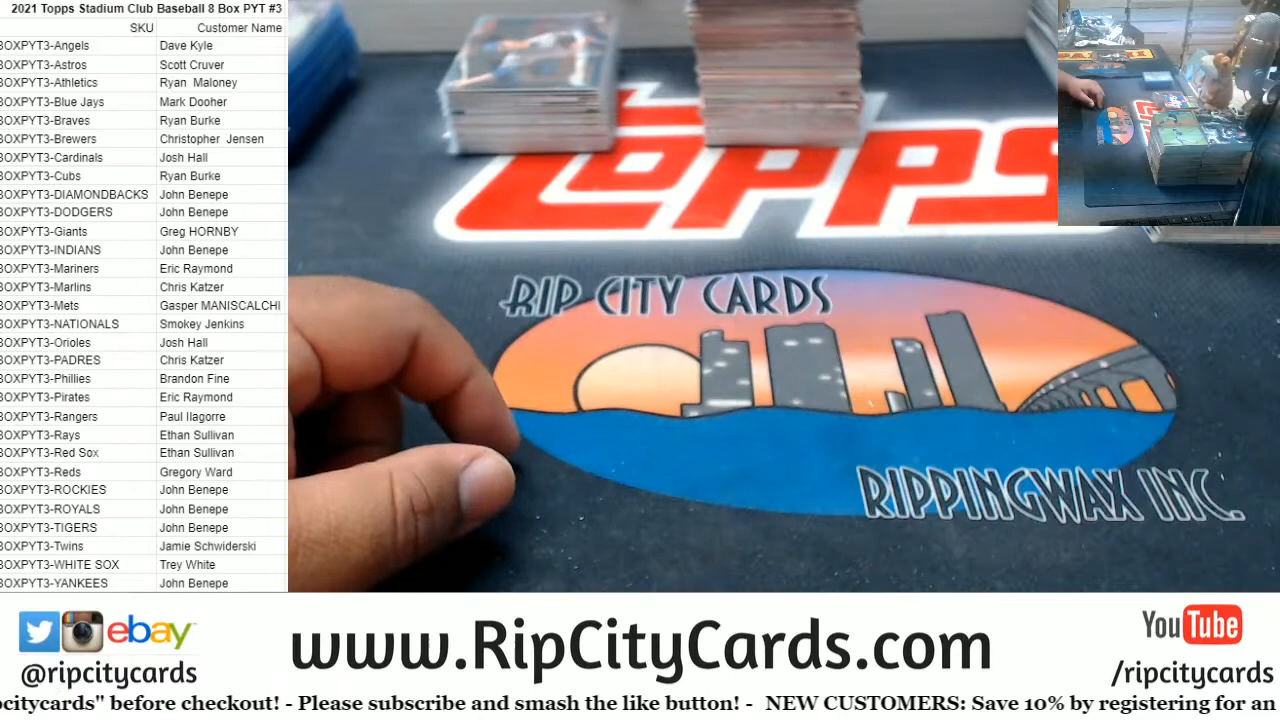 2021 Topps Stadium Club Baseball 8 Box PYT #3
SKU Customer Name
BOXPYT3-Angels Dave Kyle
BOXPYT3-Astros Scott Cruver
BOXPYT3-Athletics Ryan Maloney
BOXPYT3-Blue Jays Mark Dooher
BOXPYT3-Braves Ryan Burke
BOXPYT3-Brewers Christopher Jensen
BOXPYT3-Cardinals Josh Hall
BOXPYT3-Cubs Ryan Burke
BOXPYT3-DIAMONDBACKS John Benepe
BOXPYT3-DODGERS John Benepe
BOXPYT3-Giants Greg HORNBY
BOXPYT3-INDIANS John Benepe
BOXPYT3-Mariners Eric Raymond
BOXPYT3-Marlins Chris Katzer
BOXPYT3-Mets Gasper MANISCALCHI
BOXPYT3-NATIONALS Smokey Jenkins
BOXPYT3-Orioles Josh Hall
BOXPYT3-PADRES Chris Katzer
BOXPYT3-Phillies Brandon Fine
BOXPYT3-Pirates Eric Raymond
BOXPYT3-Rangers Paul Ilagorre
BOXPYT3-Rays Ethan Sullivan
BOXPYT3-Red Sox Ethan Sullivan
BOXPYT3-Reds Gregory Ward
BOXPYT3-ROCKIES John Benepe
BOXPYT3-ROYALS John Benepe
BOXPYT3-TIGERS John Benepe
BOXPYT3-Twins Jamie Schwiderski
BOXPYT3-WHITE SOX Trey White
BOXPYT3-YANKEES John Benepe
TOPPS
RIP CITY CARDS
RIPPINGWAX INC.
ebay
@ripcitycards
www.RipCityCards.com
YouTube
/ripcitycards
pcitycards" before checkout! - Please subscribe and smash the like button! - NEW CUSTOMERS: Save 10% by registering for an